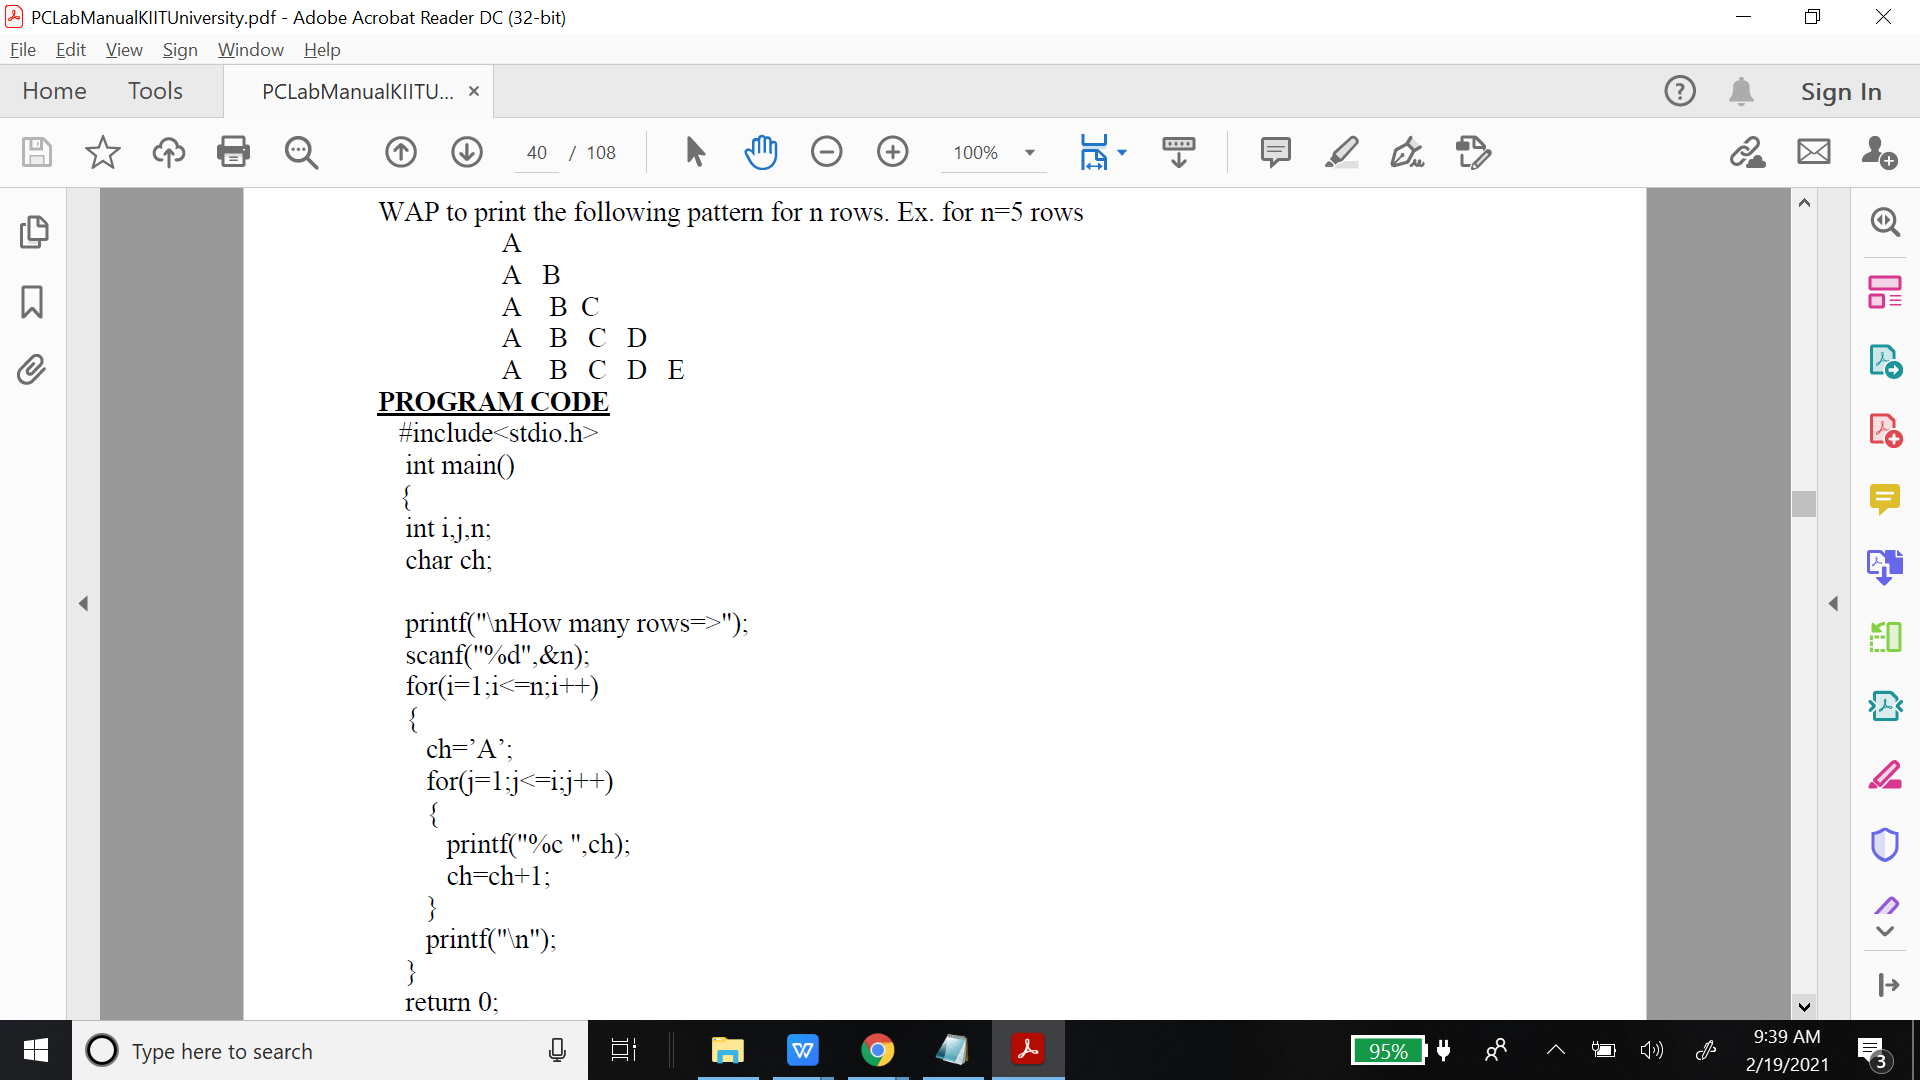 PCLabManualKIITUniversity.pdf - Adobe Acrobat Reader DC (32-bit)
File Edit View Sign Window Help
Home Tools PCLabManualKIITU... × Sign In
40 / 108 100%
WAP to print the following pattern for n rows. Ex. for n=5 rows
A
A B
A B C
A B C D
A B C D E
PROGRAM CODE
#include<stdio.h>
int main()
{
int i,j,n;
char ch;
printf("\nHow many rows=>");
scanf("%d",&n);
for(i=1;i<=n;i++)
{
ch=’A’;
for(j=1;j<=i;j++)
{
printf("%c ",ch);
ch=ch+1;
}
printf("\n");
}
return 0;
Type here to search
95%
9:39 AM
2/19/2021
3